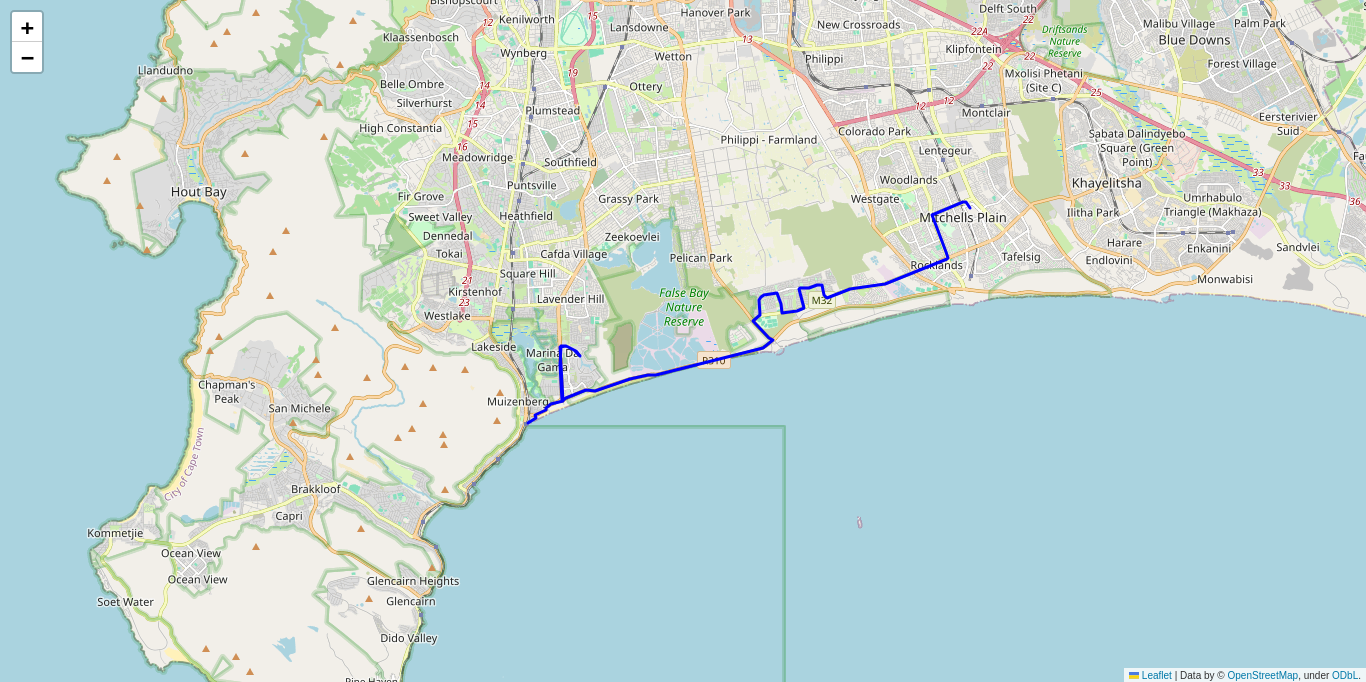 +
−
Bishopscourt
Kenilworth
Hanover Park
Delft South
12
15
Klaassenbosch
Lansdowne
New Crossroads
Malibu Village
Palm Park
22A
Driftsands
Nature
Reserve
Blue Downs
Wynberg
Wetton
13
Philippi
Klipfontein
Llandudno
19
22
22
Forest Village
Belle Ombre
14
Ottery
Mxolisi Phetani
(Site C)
Silverhurst
14
Plumstead
12
12
25
Montclair
Eersterivier
Suid
High Constantia
15
Colorado Park
Sabata Dalindyebo
Square (Green
Point)
16
Philippi - Farmland
Lentegeur
Meadowridge
Southfield
Hout Bay
Puntsville
Woodlands
Khayelitsha
33
33
Fir Grove
Grassy Park
Westgate
Umrhabulo
Triangle (Makhaza)
36
Sweet Valley
Heathfield
Mitchells Plain
Ilitha Park
Dennedal
Zeekoevlei
Harare
Enkanini
Sandvlei
Tokai
Cafda Village
Pelican Park
Tafelsig
Endlovini
Square Hill
Rocklands
21
Monwabisi
Kirstenhof
False Bay
Nature
Reserve
Lavender Hill
M32
23
Westlake
Lakeside
Marina Da
Gama
R310
Chapman's
Peak
Muizenberg
San Michele
City of Cape Town
Brakkloof
Capri
Kommetjie
Ocean View
Ocean View
Glencairn Heights
Soet Water
Glencairn
Dido Valley
Pine Haven
Leaflet | Data by © OpenStreetMap, under ODbL.